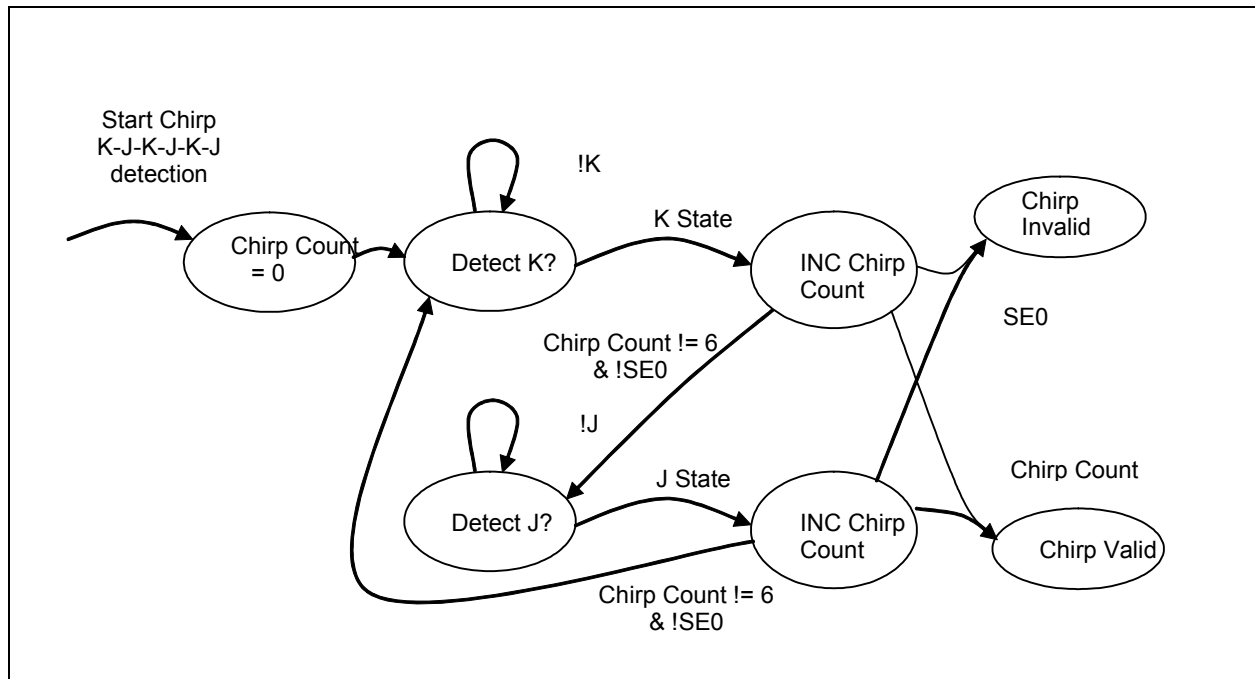 Start Chirp
K-J-K-J-K-J
detection
!K
Chirp
Invalid
K State
Chirp Count
= 0
Detect K?
INC Chirp
Count
SE0
Chirp Count != 6
& !SE0
!J
J State
Chirp Count
Detect J?
INC Chirp
Count
Chirp Valid
Chirp Count != 6
& !SE0